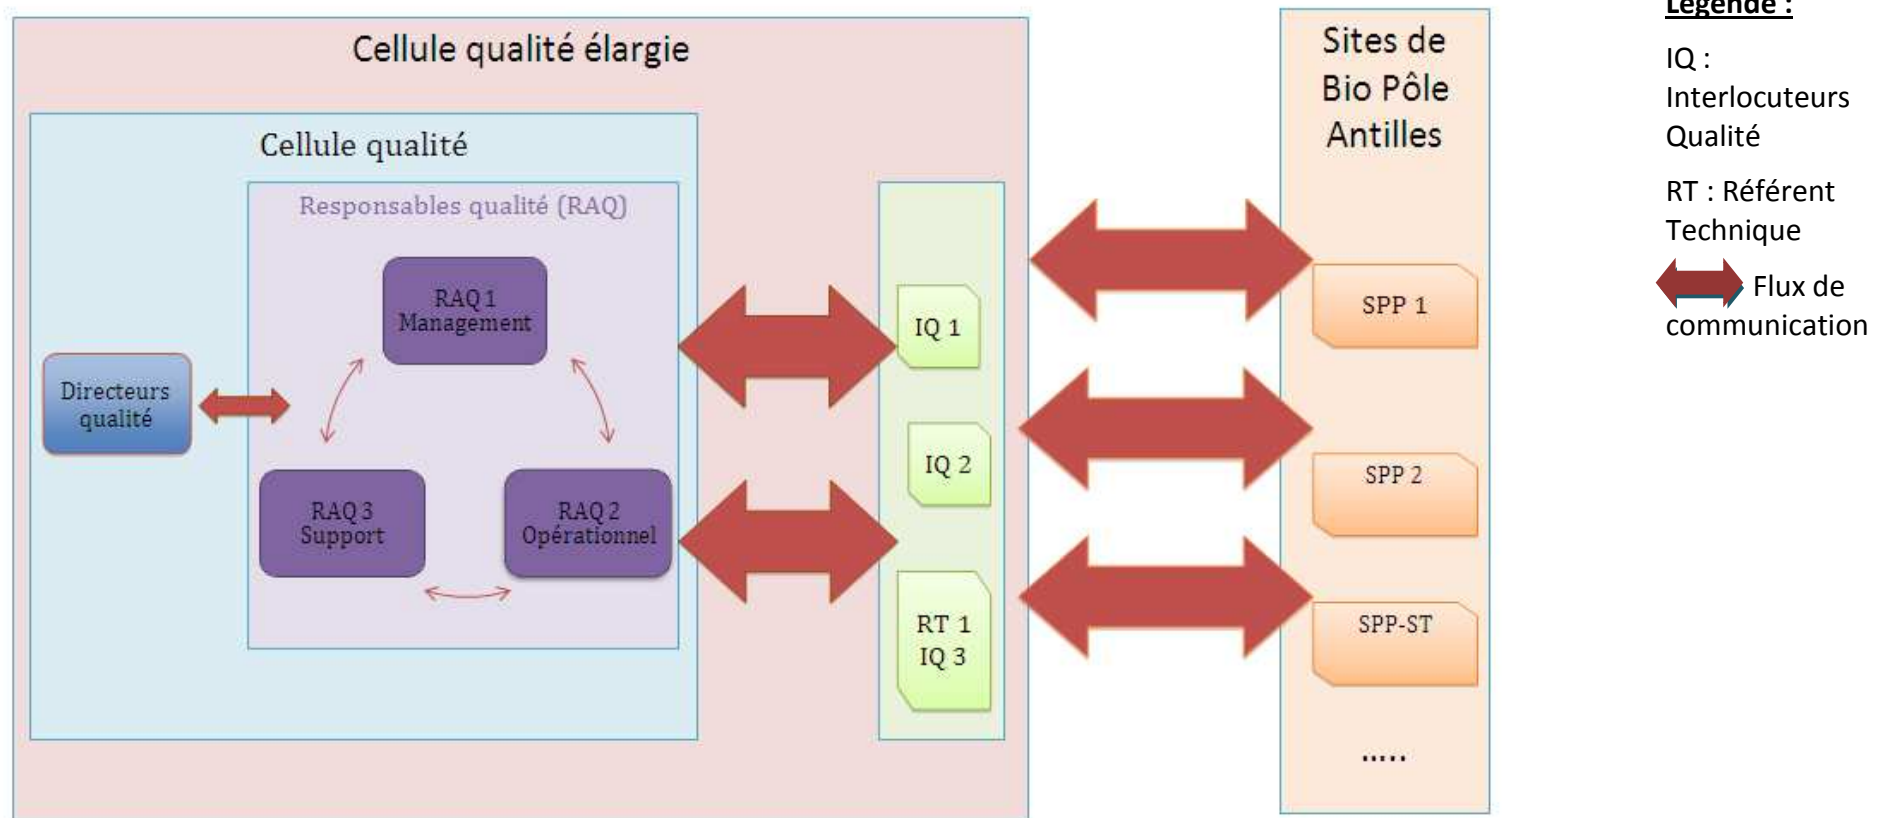 Cellule qualité élargie
Cellule qualité
Responsables qualité (RAQ)
RAQ 1
Management
Directeurs
qualité
RAQ 3
Support
RAQ 2
Opérationnel
IQ 1
IQ 2
RT 1
IQ 3
Sites de
Bio Pôle
Antilles
SPP 1
SPP 2
SPP-ST
.....
Légende :
IQ :
Interlocuteurs
Qualité
RT : Référent
Technique
Flux de
communication